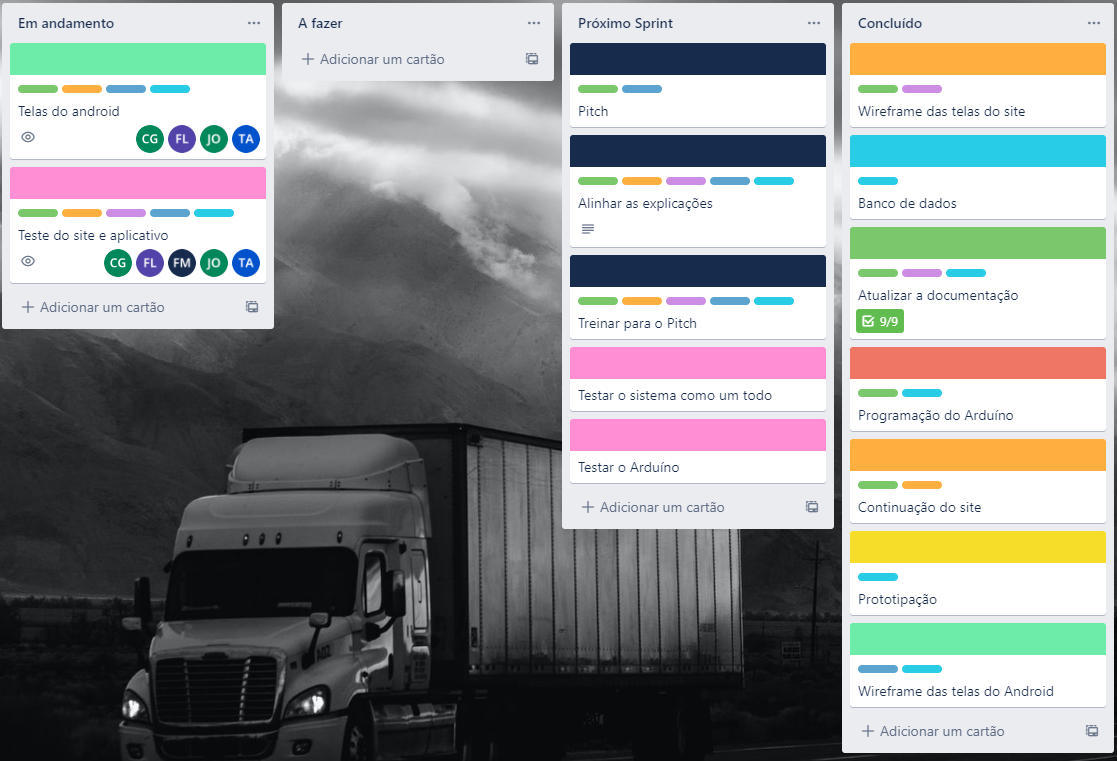 Em andamento
Telas do android
CG FL JO TA
Teste do site e aplicativo
CG FL FM JO TA
Adicionar um cartão
A fazer
Adicionar um cartão
Próximo Sprint
Pitch
Alinhar as explicações
Treinar para o Pitch
Testar o sistema como um todo
Testar o Arduíno
Adicionar um cartão
Concluído
Wireframe das telas do site
Banco de dados
Atualizar a documentação
9/9
Programação do Arduíno
Continuação do site
Prototipação
Wireframe das telas do Android
Adicionar um cartão